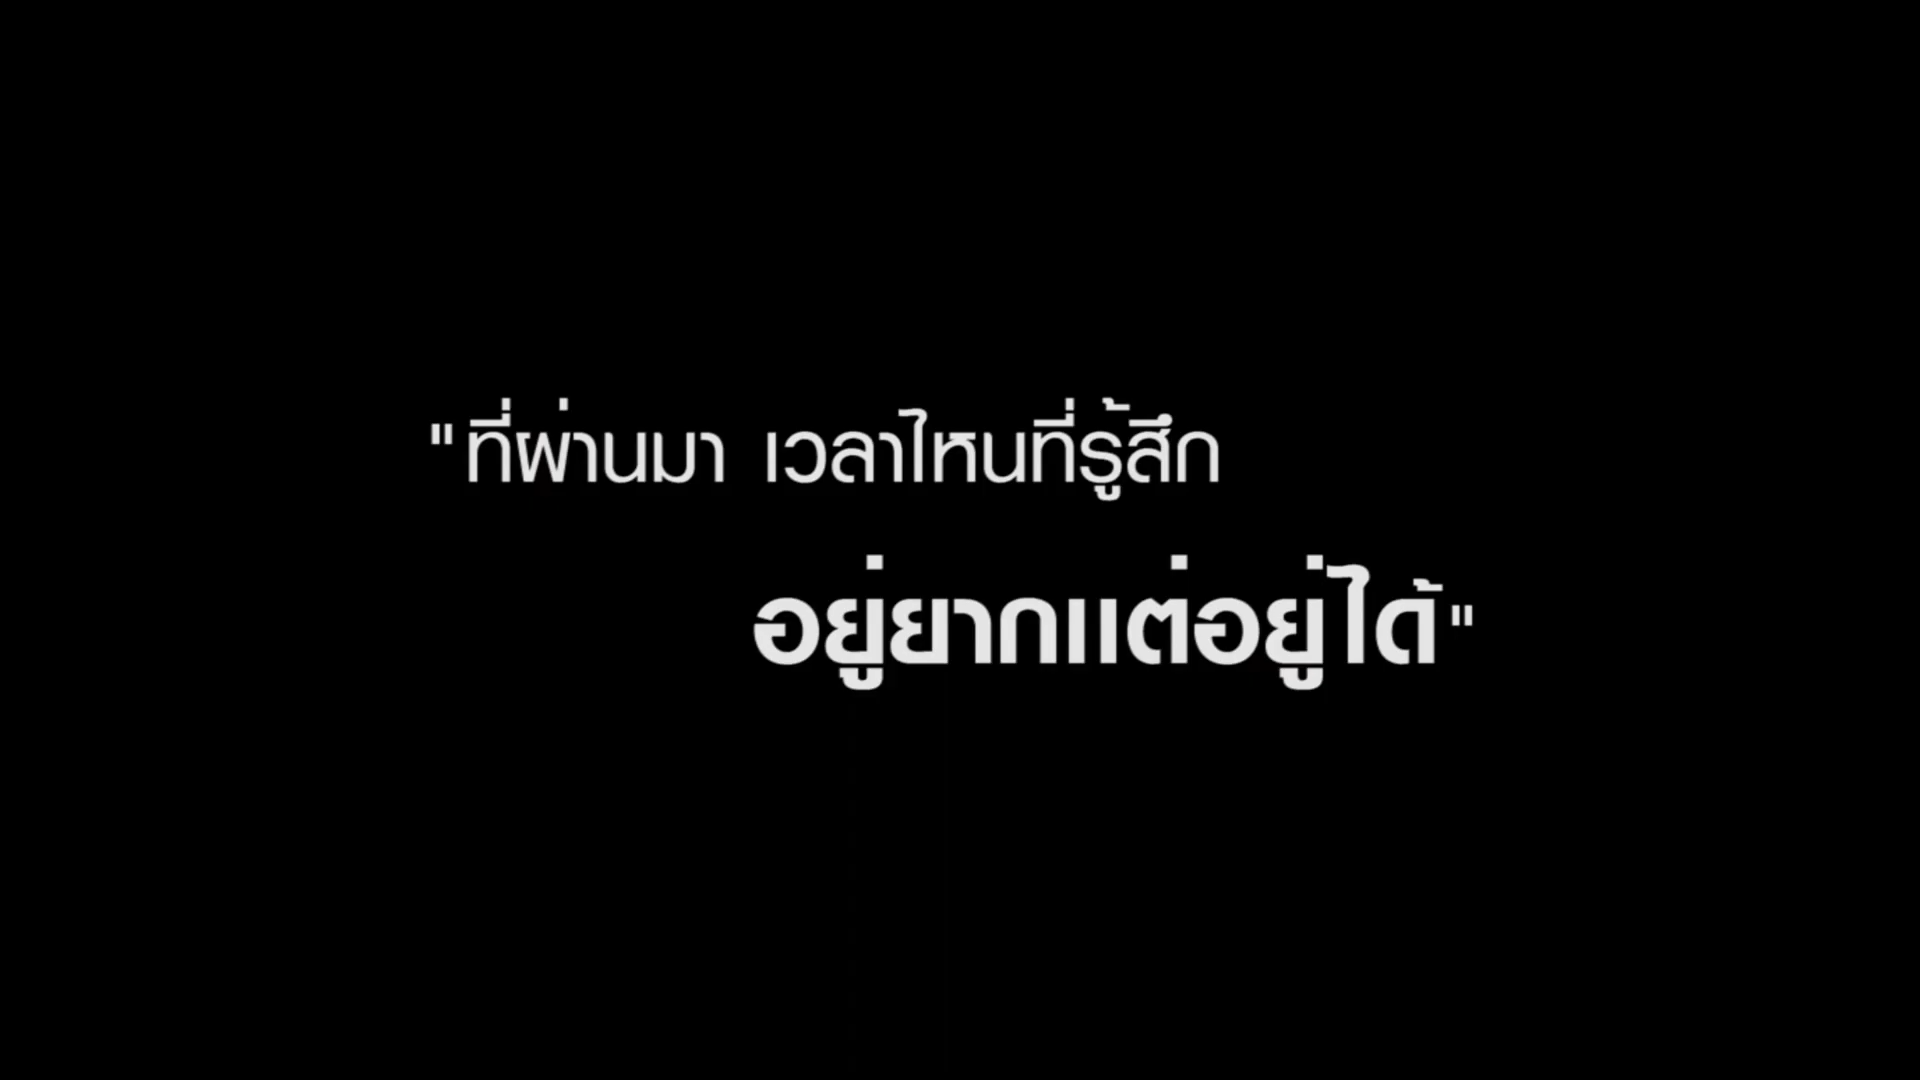 "ที่ผ่านมา เวลาไหนที่รู้สึก
อยู่ยากแต่อยู่ได้"